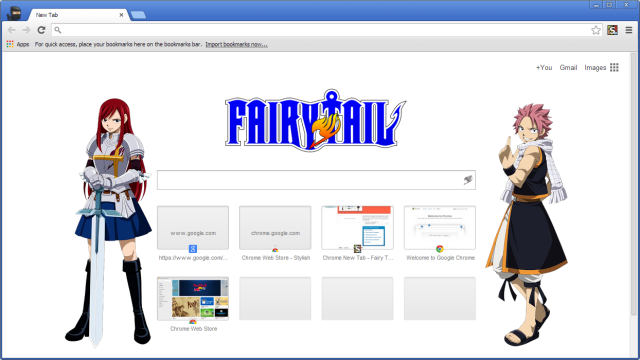 New Tab
Apps For quick access, place your bookmarks here on the bookmarks bar. Import bookmarks now...
+You Gmail Images
FAIRY TAIL
www.google.com
chrome.google.com
https://www.google.com/...
Chrome Web Store - Stylish
Chrome New Tab - Fairy T...
Welcome to Google Chrome
Chrome Web Store